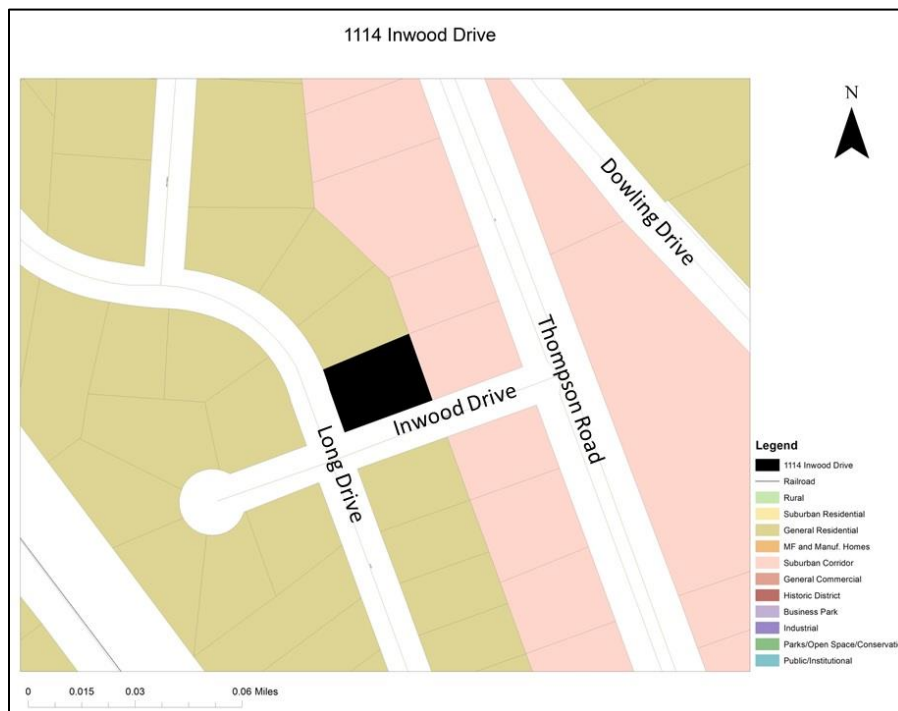 1114 Inwood Drive
N
Dowling Drive
Thompson Road
Inwood Drive
Long Drive
Legend
1114 Inwood Drive
Railroad
Rural
Suburban Residential
General Residential
MF and Manuf. Homes
Suburban Corridor
General Commercial
Historic District
Business Park
Industrial
Parks/Open Space/Conservati
Public/Institutional
0 0.015 0.03 0.06 Miles